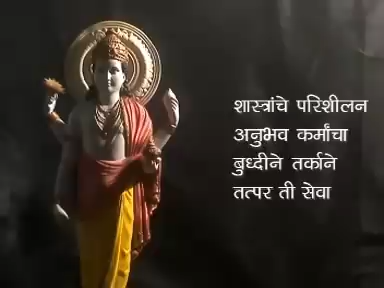 शास्त्रांचे परिशीलन
अनुभव कर्मांचा
बुध्दीने तर्कानि
तत्पर ती सेवा